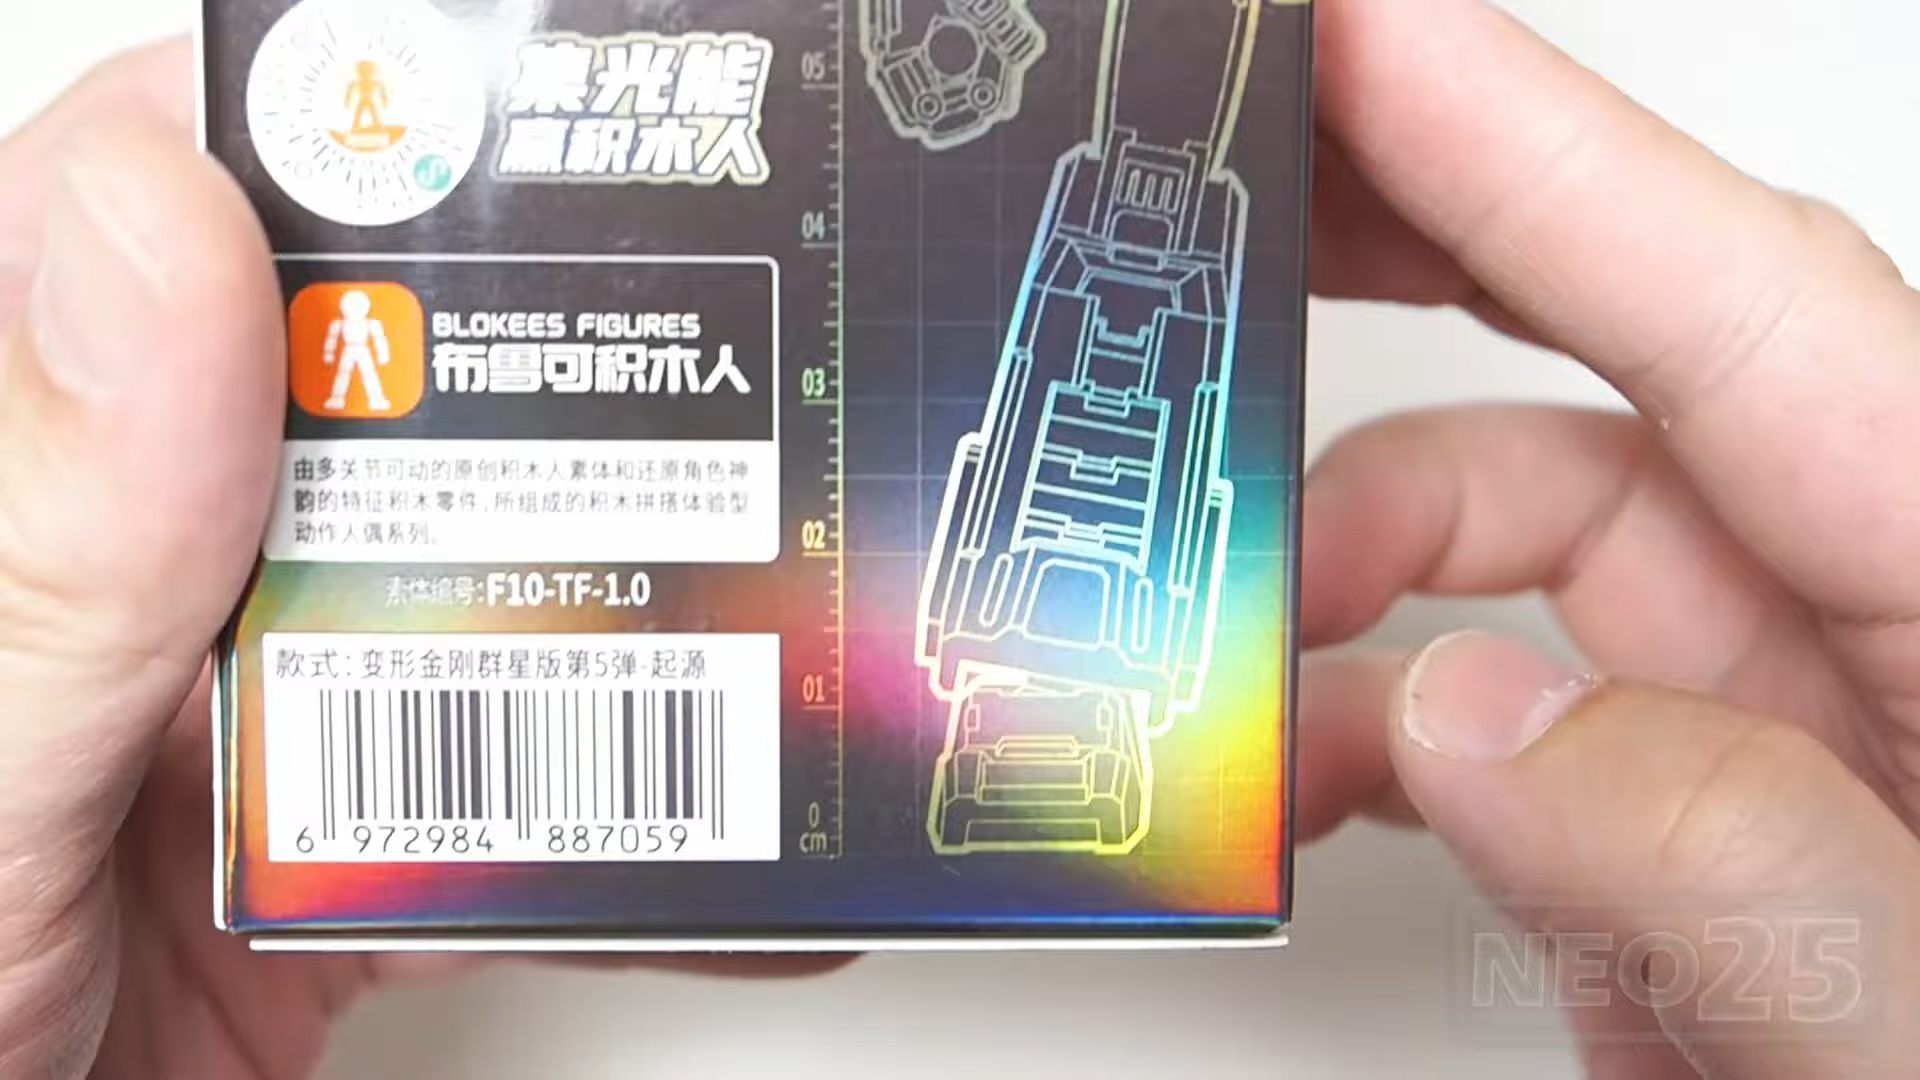 集光能
赢积木人
BLOKEES FIGURES
布鲁可积木人
由多关节可动的原创积木人素体和还原角色神
韵的特征积木零件,所组成的积木拼搭体验型
动作人偶系列。
素体编号:F10-TF-1.0
款式:变形金刚群星版第5弹-起源
6 972984 887059
05
04
03
02
01
0
cm
NEO25